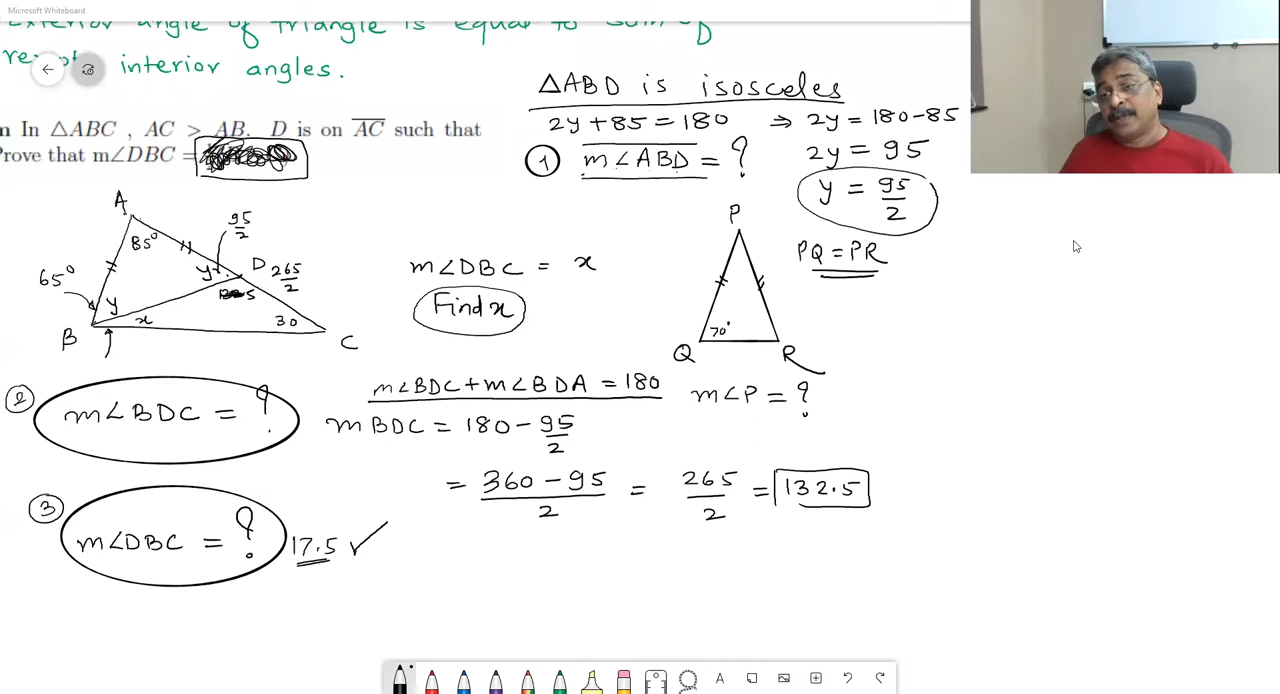 Microsoft Whiteboard
Exterior angle of triangle is equal to sum of
interior angles.
n In △ABC , AC > AB. D is on AC such that
Prove that m∠DBC =
△ABD is isosceles
2y + 85 = 180 ⇒ 2y = 180 - 85
① m∠ABD = ?
2y = 95
y = 95/2
PQ = PR
A
85°
95/2
65°
y
D
265/2
y
x
30
B
C
m∠DBC = x
Find x
P
70°
Q
R
m∠P = ?
② m∠BDC = ?
m∠BDC + m∠BDA = 180
mBDC = 180 - 95/2
= 360 - 95/2 = 265/2 = 132.5
③ m∠DBC = ? 17.5 ✓
A